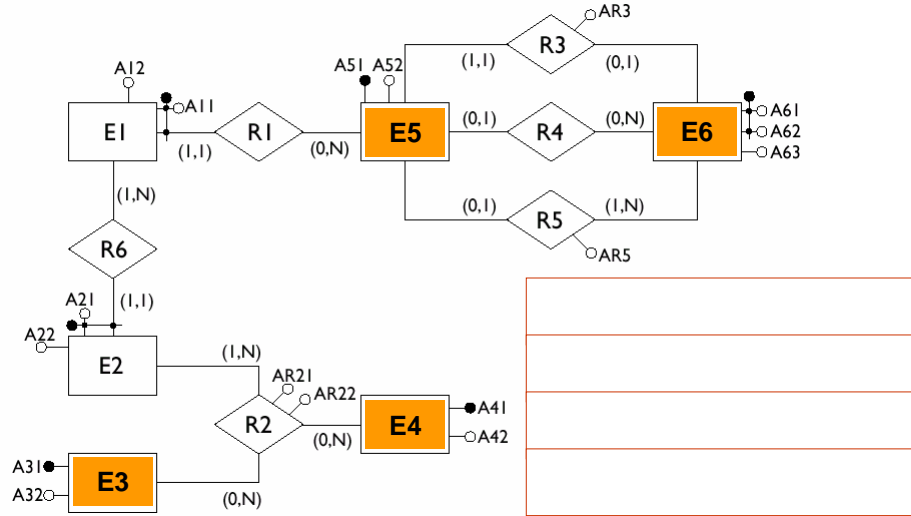 AR3
R3
(1,1)
(0,1)
A12
A51
A52
A11
E1
R1
E5
(0,1)
R4
(0,N)
E6
A61
A62
A63
(1,1)
(0,N)
(1,N)
(0,1)
R5
(1,N)
R6
AR5
A21
(1,1)
A22
E2
(1,N)
AR21
AR22
R2
E4
A41
A42
(0,N)
A31
A32
E3
(0,N)